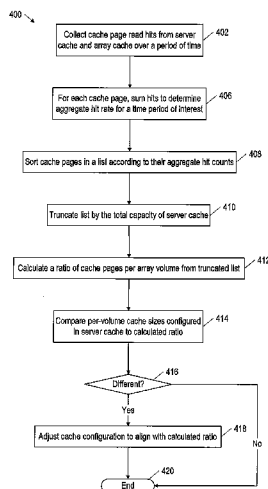 400
Collect cache page read hits from server
cache and array cache over a period of time
402
For each cache page, sum hits to determine
aggregate hit rate for a time period of interest
406
Sort cache pages in a list according to their aggregate hit counts
408
Truncate list by the total capacity of server cache
410
Calculate a ratio of cache pages per array volume from truncated list
412
Compare per-volume cache sizes configured
in server cache to calculated ratio
414
Different?
416
Yes
No
Adjust cache configuration to align with calculated ratio
418
End
420